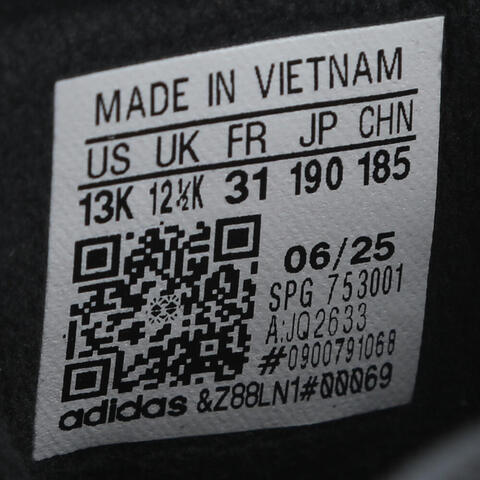 MADE IN VIETNAM
US UK FR JP CHN
13K 12½K 31 190 185
06/25
SPG 753001
A:JQ2633
#0900791068
adidas &Z88LN1#00069